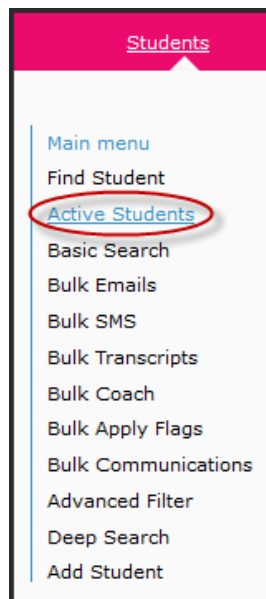 Students
Main menu
Find Student
Active Students
Basic Search
Bulk Emails
Bulk SMS
Bulk Transcripts
Bulk Coach
Bulk Apply Flags
Bulk Communications
Advanced Filter
Deep Search
Add Student